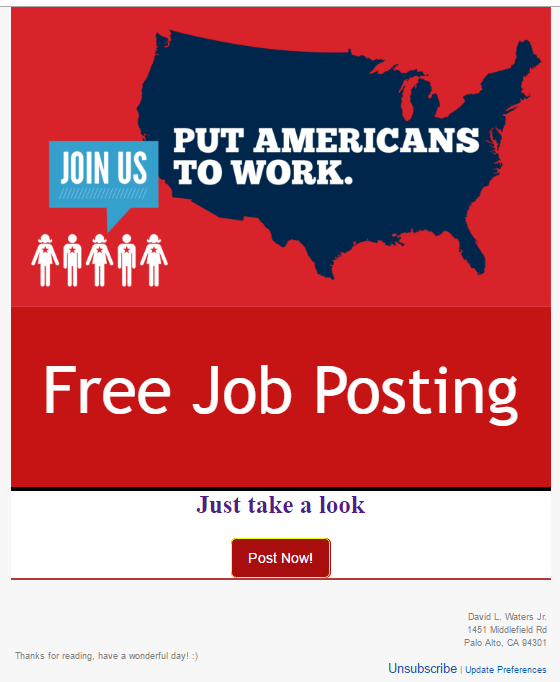 JOIN US
PUT AMERICANS
TO WORK.
Free Job Posting
Just take a look
Post Now!
David L. Waters Jr.
1451 Middlefield Rd
Palo Alto, CA 94301
Thanks for reading, have a wonderful day! :)
Unsubscribe | Update Preferences